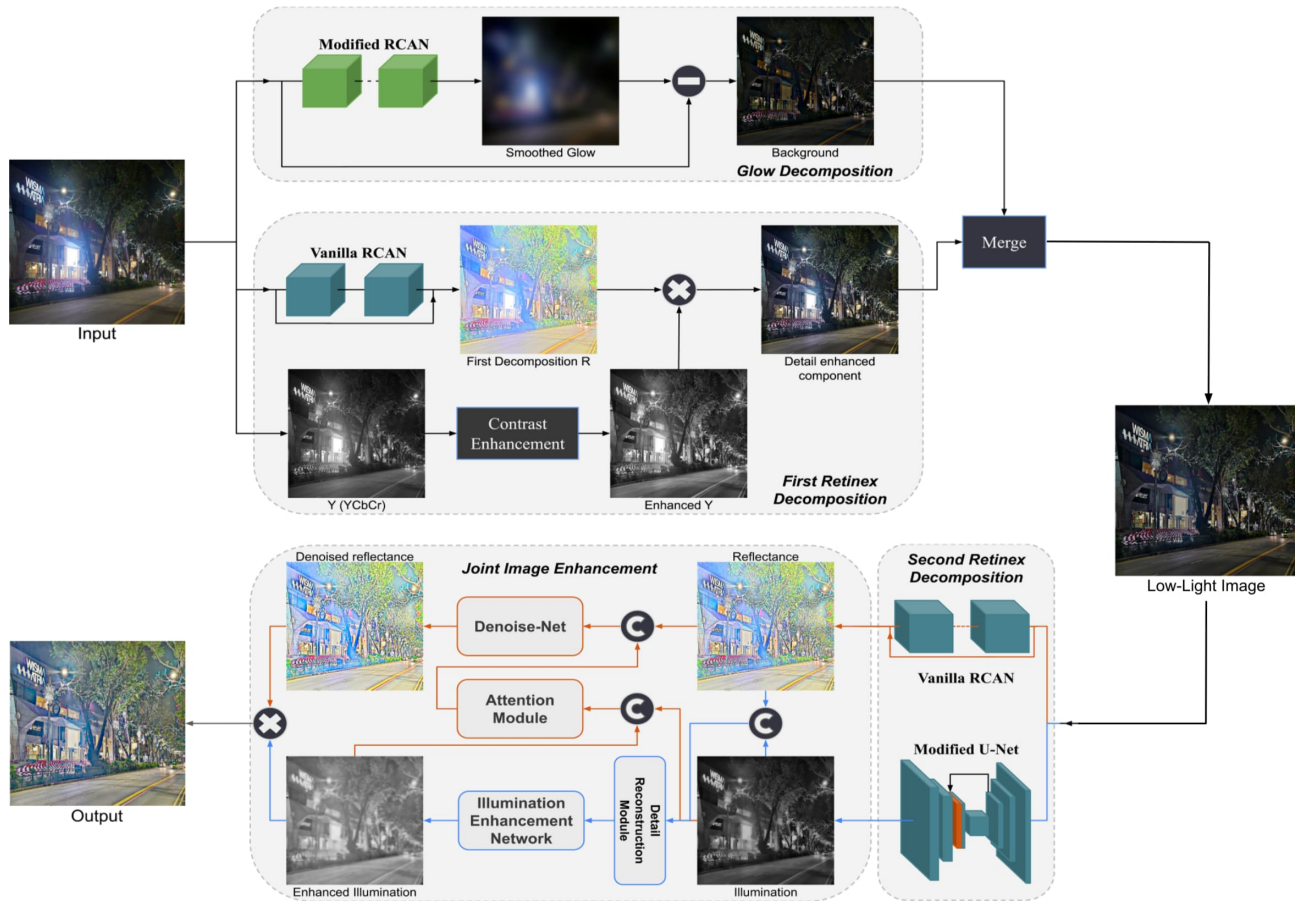 Modified RCAN
Smoothed Glow
Background
Glow Decomposition
WISMA
ATRIA
Input
Vanilla RCAN
First Decomposition R
Detail enhanced
component
Merge
Y (YCbCr)
Contrast
Enhancement
Enhanced Y
First Retinex
Decomposition
Low-Light Image
Denoised reflectance
Joint Image Enhancement
Reflectance
Second Retinex
Decomposition
Denoise-Net
C
Vanilla RCAN
Attention
Module
C
C
Modified U-Net
Output
Illumination
Enhancement
Network
Detail
Reconstruction
Module
Enhanced Illumination
Illumination